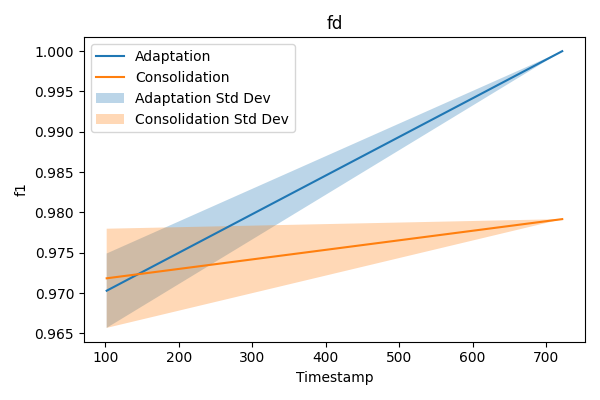 fd
Adaptation
Consolidation
Adaptation Std Dev
Consolidation Std Dev
f1
1.000
0.995
0.990
0.985
0.980
0.975
0.970
0.965
100 200 300 400 500 600 700
Timestamp